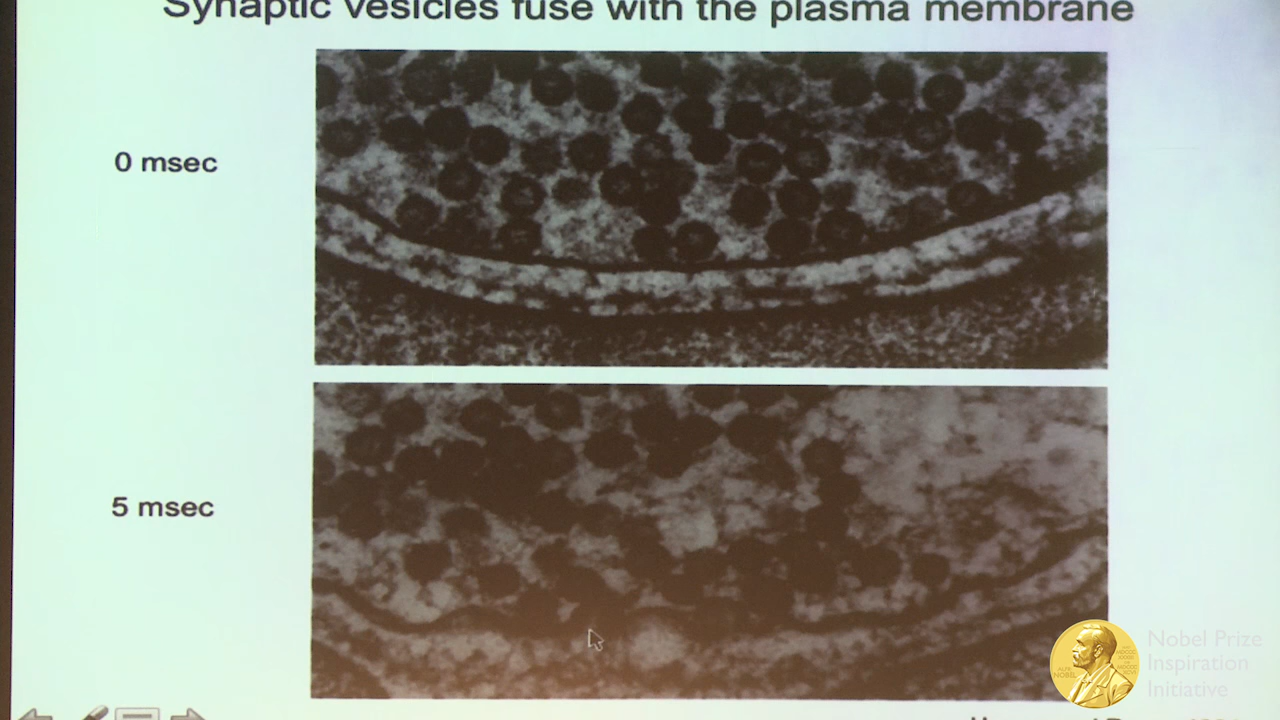 Synaptic vesicles fuse with the plasma membrane
0 msec
5 msec
Nobel Prize
Inspiration
Initiative